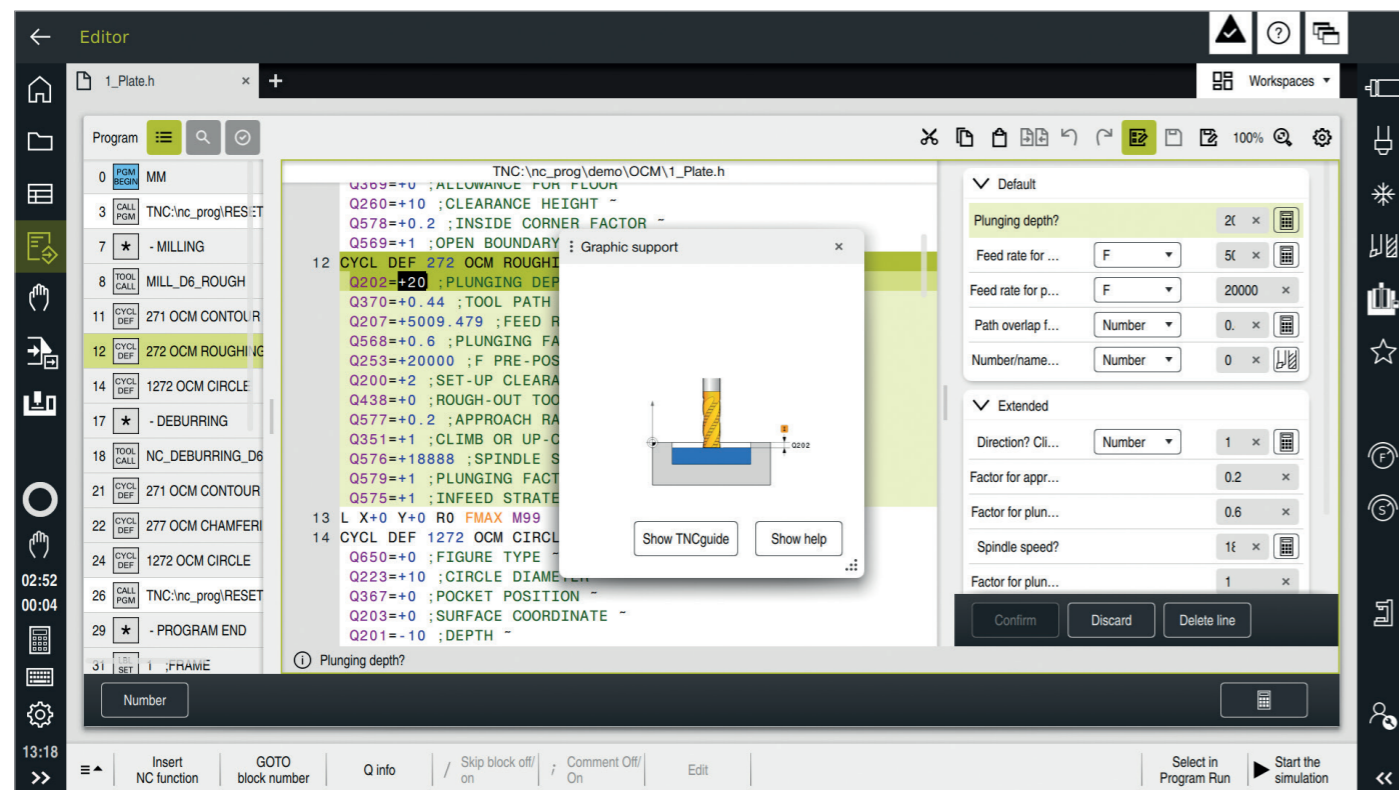 Editor
1_Plate.h
Workspaces
Program
100%
0 PGM BEGIN MM
3 CALL PGM TNC:\nc_prog\RESET
7 * - MILLING
8 TOOL CALL MILL_D6_ROUGH
11 CYCL DEF 271 OCM CONTOUR
12 CYCL DEF 272 OCM ROUGHING
14 CYCL DEF 1272 OCM CIRCLE
17 * - DEBURRING
18 TOOL CALL NC_DEBURRING_D6
21 CYCL DEF 271 OCM CONTOUR
22 CYCL DEF 277 OCM CHAMFERI
24 CYCL DEF 1272 OCM CIRCLE
26 CALL PGM TNC:\nc_prog\RESET
29 * - PROGRAM END
31 LBL SET 1 ;FRAME
TNC:\nc_prog\demo\OCM\1_Plate.h
Q369=+0 ;ALLOWANCE FOR FLOOR
Q260=+10 ;CLEARANCE HEIGHT ~
Q578=+0.2 ;INSIDE CORNER FACTOR ~
Q569=+1 ;OPEN BOUNDARY
12 CYCL DEF 272 OCM ROUGHI
Q202=+20 ;PLUNGING DEP
Q370=+0.44 ;TOOL PATH
Q207=+5009.479 ;FEED R
Q568=+0.6 ;PLUNGING FA
Q253=+20000 ;F PRE-POS
Q200=+2 ;SET-UP CLEARA
Q438=+0 ;ROUGH-OUT TOO
Q577=+0.2 ;APPROACH RA
Q351=+1 ;CLIMB OR UP-C
Q576=+18888 ;SPINDLE S
Q579=+1 ;PLUNGING FACT
Q575=+1 ;INFEED STRATE
13 L X+0 Y+0 R0 FMAX M99
14 CYCL DEF 1272 OCM CIRCL
Q650=+0 ;FIGURE TYPE ~
Q223=+10 ;CIRCLE DIAMETER ~
Q367=+0 ;POCKET POSITION ~
Q203=+0 ;SURFACE COORDINATE ~
Q201=-10 ;DEPTH ~
Graphic support
Q202
Show TNCguide
Show help
Default
Plunging depth? 20
Feed rate for ... F 50
Feed rate for p... F 20000
Path overlap f... Number 0.
Number/name... Number 0
Extended
Direction? Cli... Number 1
Factor for appr... 0.2
Factor for plun... 0.6
Spindle speed? 18
Factor for plun... 1
Confirm
Discard
Delete line
Plunging depth?
Number
02:52
00:04
13:18
F
S
Insert NC function
GOTO block number
Q info
/ Skip block off/ on
; Comment Off/ On
Edit
Select in Program Run
Start the simulation